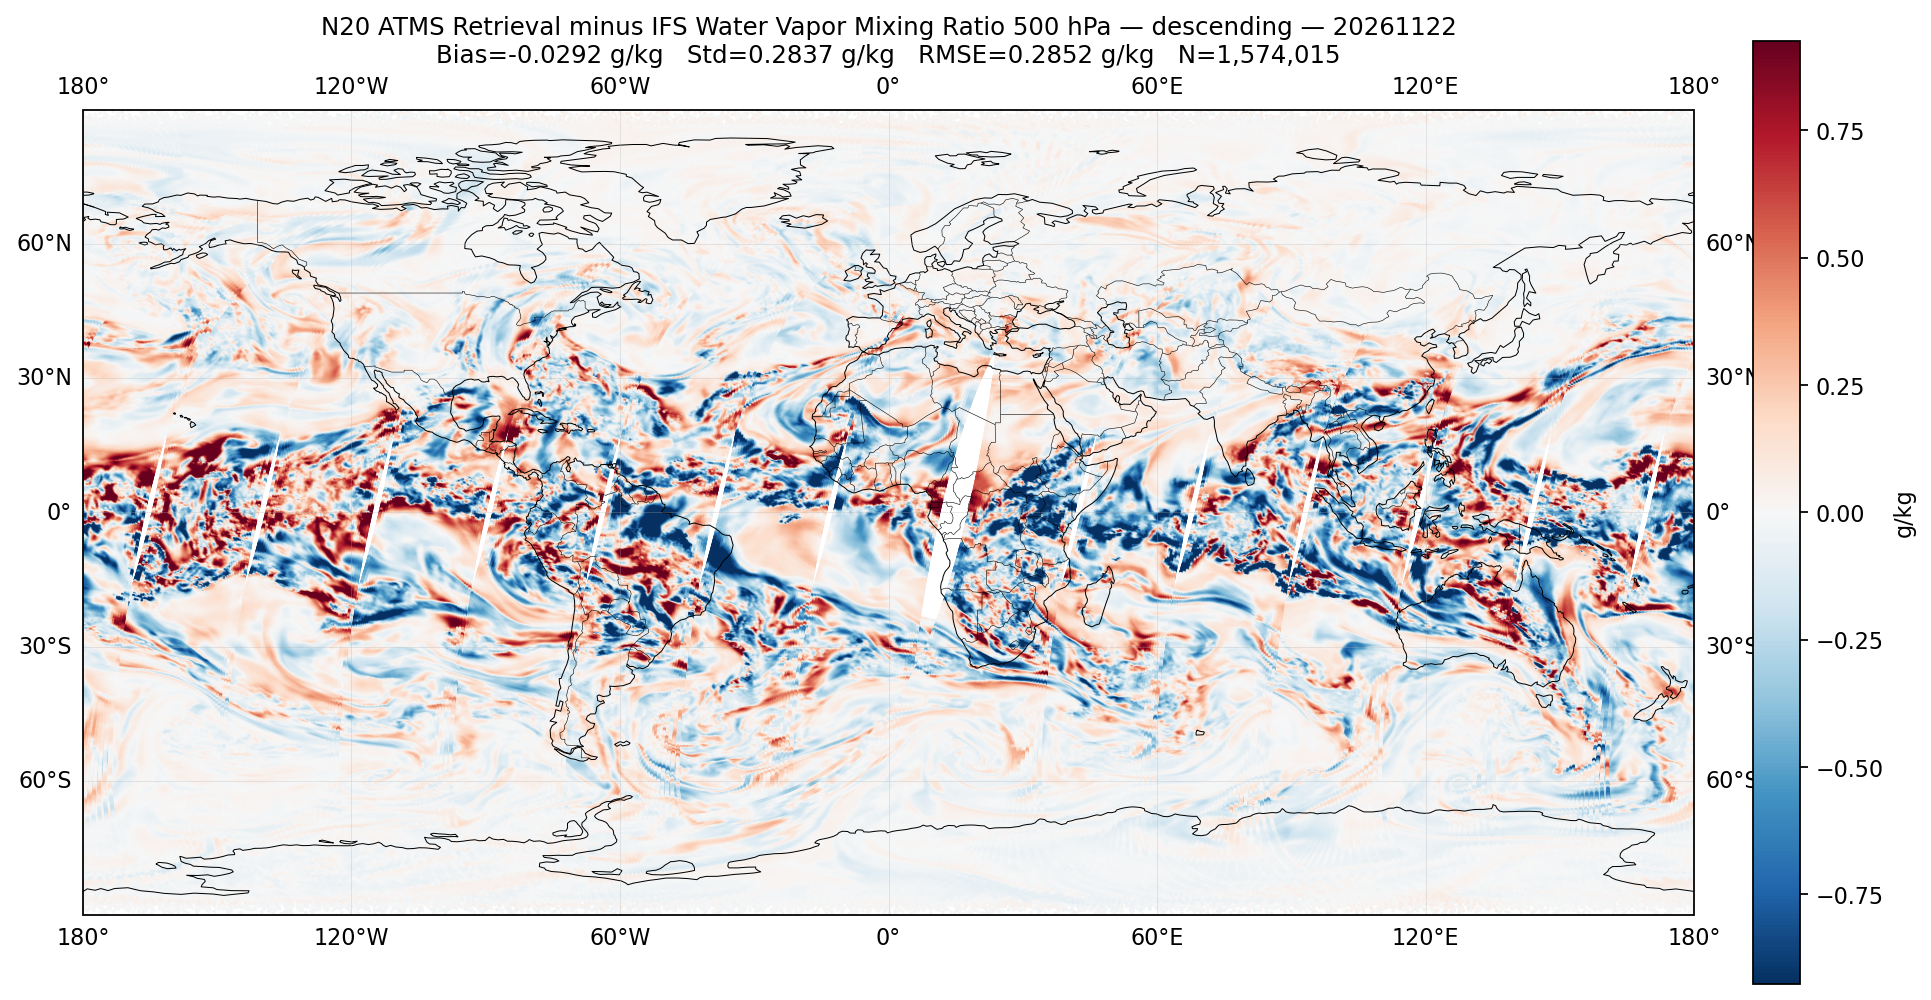 N20 ATMS Retrieval minus IFS Water Vapor Mixing Ratio 500 hPa — descending — 20261122
Bias=-0.0292 g/kg   Std=0.2837 g/kg   RMSE=0.2852 g/kg   N=1,574,015
180° 120°W 60°W 0° 60°E 120°E 180°
60°N 60°N
30°N 30°N
0° 0°
30°S 30°S
60°S 60°S
180° 120°W 60°W 0° 60°E 120°E 180°
0.75
0.50
0.25
0.00
−0.25
−0.50
−0.75
g/kg